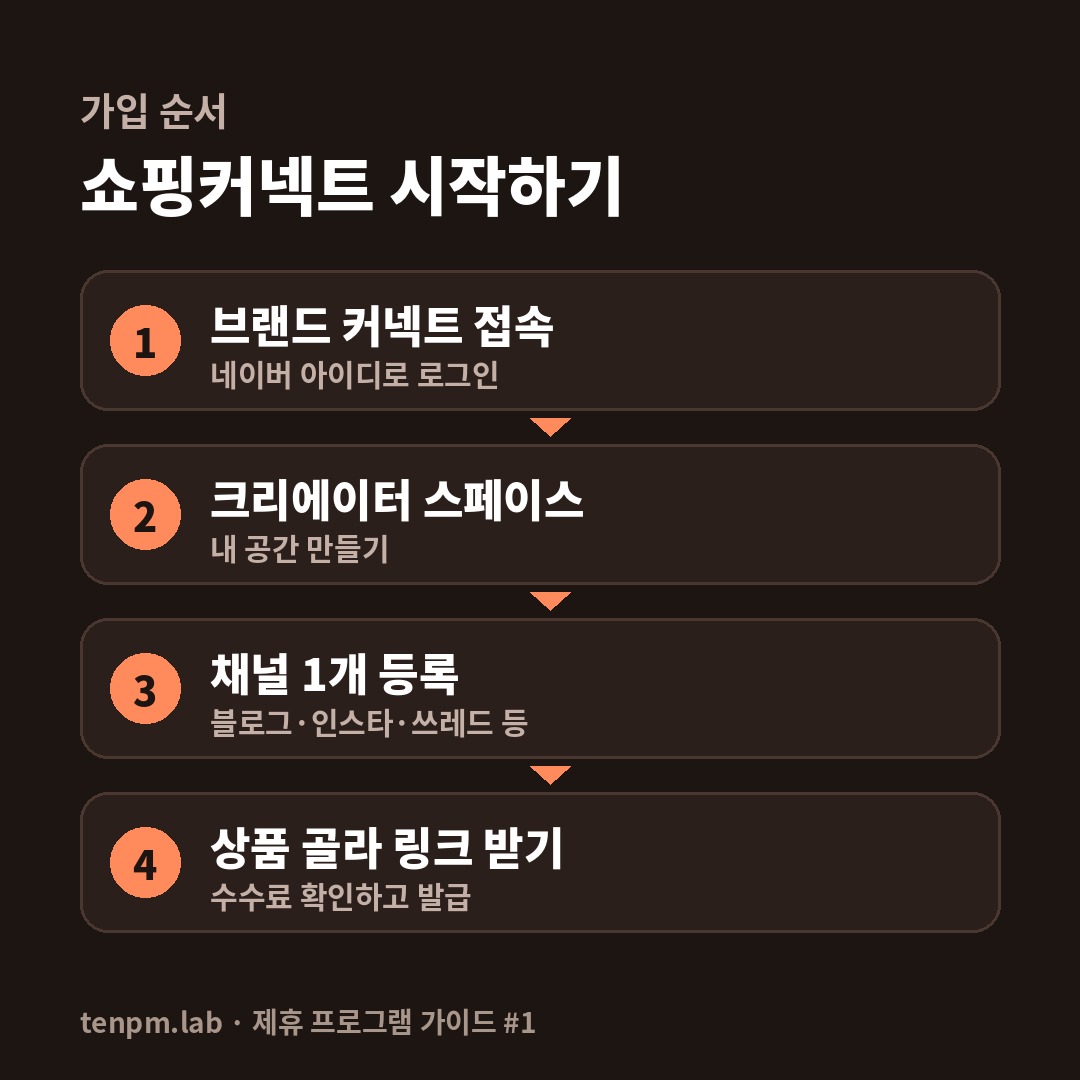 가입 순서
쇼핑커넥트 시작하기
1
브랜드 커넥트 접속
네이버 아이디로 로그인
2
크리에이터 스페이스
내 공간 만들기
3
채널 1개 등록
블로그·인스타·쓰레드 등
4
상품 골라 링크 받기
수수료 확인하고 발급
tenpm.lab · 제휴 프로그램 가이드 #1